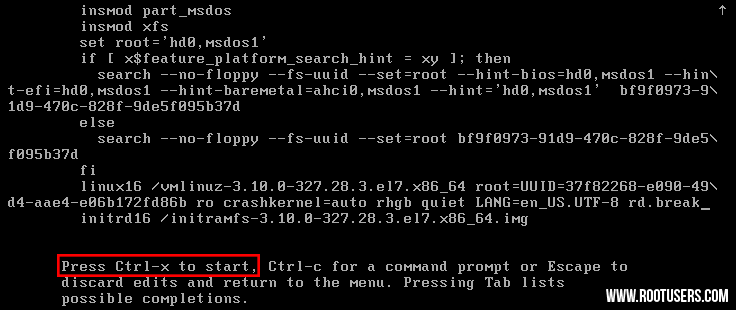 insmod part_msdos
insmod xfs
set root='hd0,msdos1'
if [ x$feature_platform_search_hint = xy ]; then
search --no-floppy --fs-uuid --set=root --hint-bios=hd0,msdos1 --hin\
t-efi=hd0,msdos1 --hint-baremetal=ahci0,msdos1 --hint='hd0,msdos1'  bf9f0973-9\
1d9-470c-828f-9de5f095b37d
else
search --no-floppy --fs-uuid --set=root bf9f0973-91d9-470c-828f-9de5\
f095b37d
fi
linux16 /vmlinuz-3.10.0-327.28.3.el7.x86_64 root=UUID=37f82268-e090-49\
d4-aae4-e06b172fd86b ro crashkernel=auto rhgb quiet LANG=en_US.UTF-8 rd.break_
initrd16 /initramfs-3.10.0-327.28.3.el7.x86_64.img
Press Ctrl-x to start, Ctrl-c for a command prompt or Escape to
discard edits and return to the menu. Pressing Tab lists
possible completions.
WWW.ROOTUSERS.COM